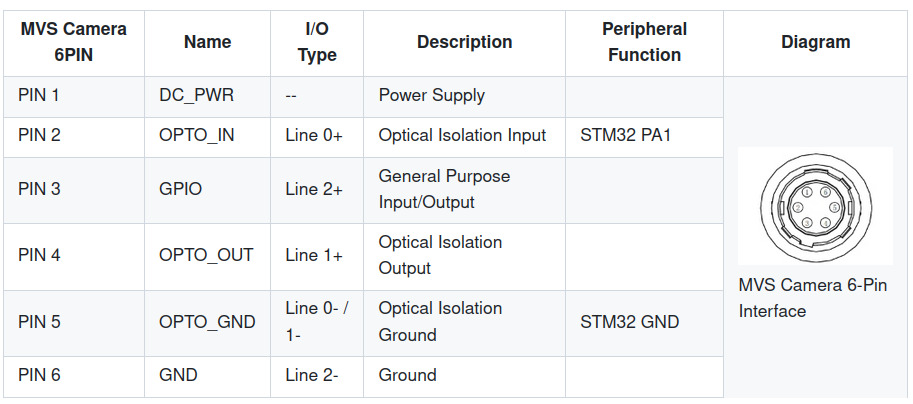 MVS Camera 6PIN Name I/O Type Description Peripheral Function Diagram
PIN 1 DC_PWR -- Power Supply
PIN 2 OPTO_IN Line 0+ Optical Isolation Input STM32 PA1
PIN 3 GPIO Line 2+ General Purpose Input/Output
PIN 4 OPTO_OUT Line 1+ Optical Isolation Output
PIN 5 OPTO_GND Line 0- / 1- Optical Isolation Ground STM32 GND
PIN 6 GND Line 2- Ground
1 6
2 5
3 4
MVS Camera 6-Pin
Interface